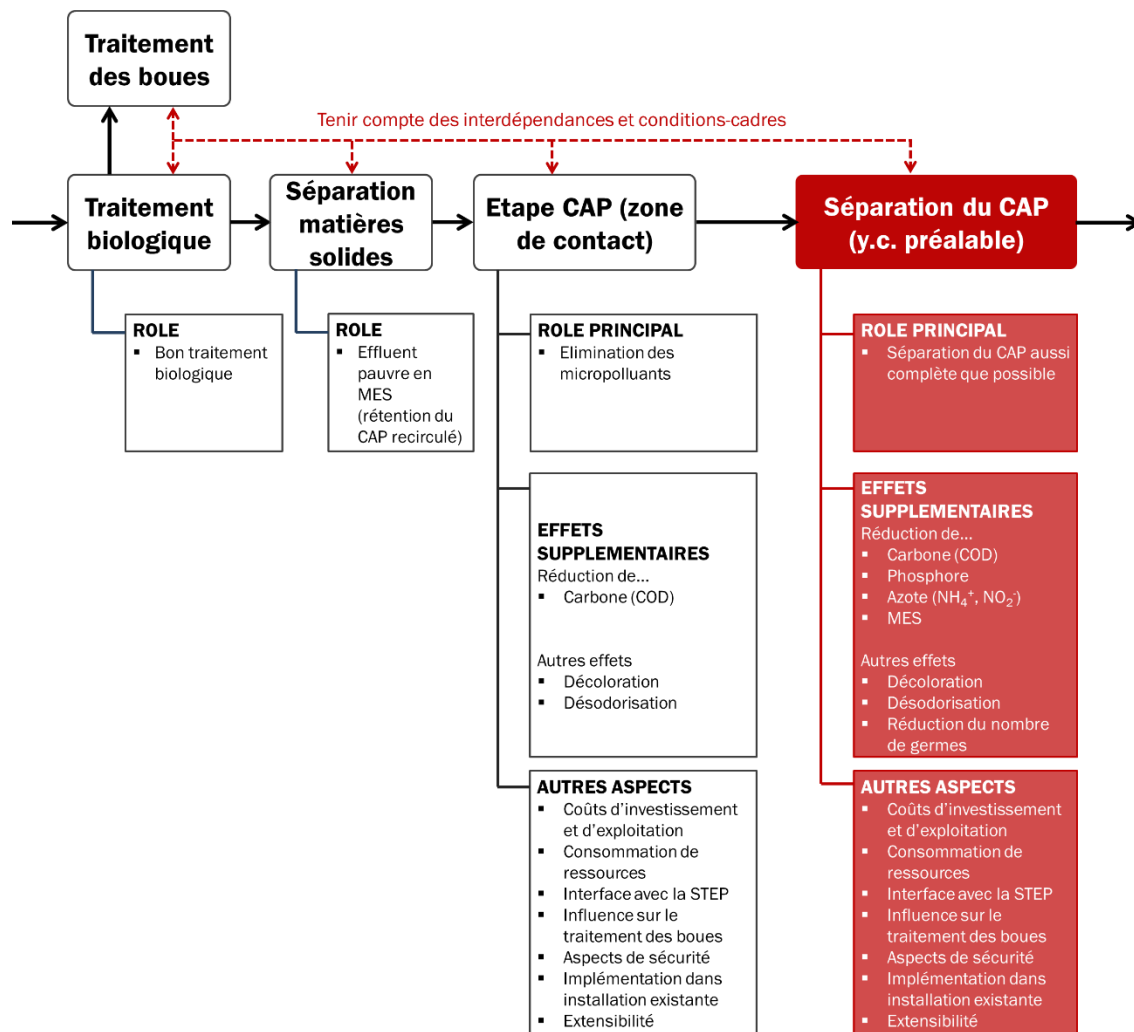 Traitement
des boues
Tenir compte des interdépendances et conditions-cadres
Traitement
biologique
Séparation
matières
solides
Etape CAP (zone
de contact)
Séparation du CAP
(y.c. préalable)
ROLE
▪ Bon traitement
biologique
ROLE
▪ Effluent
pauvre en
MES
(rétention du
CAP recirculé)
ROLE PRINCIPAL
▪ Elimination des
micropolluants
ROLE PRINCIPAL
▪ Séparation du CAP aussi
complète que possible
EFFETS
SUPPLEMENTAIRES
Réduction de...
▪ Carbone (COD)
Autres effets
▪ Décoloration
▪ Désodorisation
EFFETS
SUPPLEMENTAIRES
Réduction de...
▪ Carbone (COD)
▪ Phosphore
▪ Azote (NH₄⁺, NO₂⁻)
▪ MES
Autres effets
▪ Décoloration
▪ Désodorisation
▪ Réduction du nombre
de germes
AUTRES ASPECTS
▪ Coûts d'investissement
et d'exploitation
▪ Consommation de
ressources
▪ Interface avec la STEP
▪ Influence sur le
traitement des boues
▪ Aspects de sécurité
▪ Implémentation dans
installation existante
▪ Extensibilité
AUTRES ASPECTS
▪ Coûts d'investissement
et d'exploitation
▪ Consommation de
ressources
▪ Interface avec la STEP
▪ Influence sur le
traitement des boues
▪ Aspects de sécurité
▪ Implémentation dans
installation existante
▪ Extensibilité